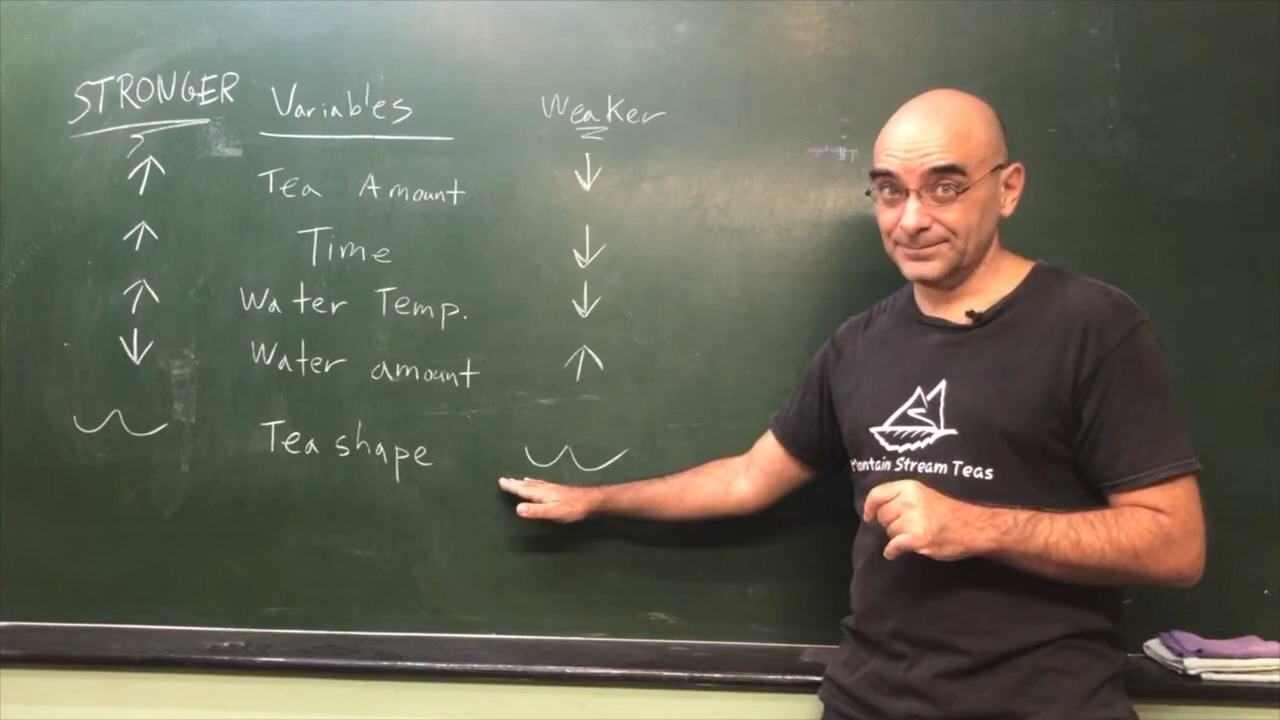 STRONGER Variables Weaker
↑ Tea Amount ↓
↑ Time ↓
↑ Water Temp. ↓
↓ Water amount ↑
Tea shape
Mountain Stream Teas